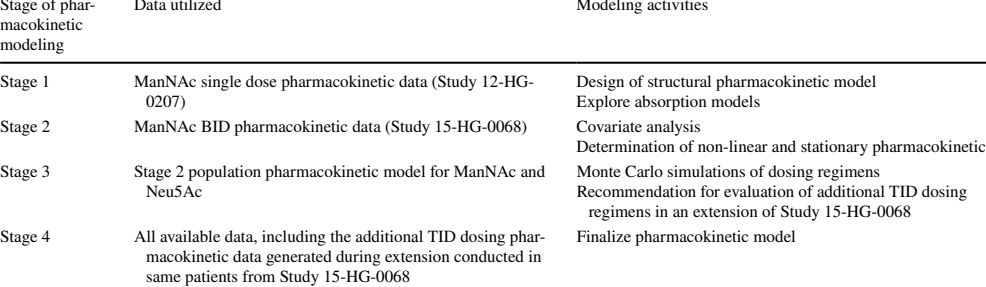 Stage of phar-
macokinetic
modeling
Data utilized
Modeling activities
Stage 1
ManNAc single dose pharmacokinetic data (Study 12-HG-
0207)
Design of structural pharmacokinetic model
Explore absorption models
Stage 2
ManNAc BID pharmacokinetic data (Study 15-HG-0068)
Covariate analysis
Determination of non-linear and stationary pharmacokinetic
Stage 3
Stage 2 population pharmacokinetic model for ManNAc and
Neu5Ac
Monte Carlo simulations of dosing regimens
Recommendation for evaluation of additional TID dosing
regimens in an extension of Study 15-HG-0068
Stage 4
All available data, including the additional TID dosing phar-
macokinetic data generated during extension conducted in
same patients from Study 15-HG-0068
Finalize pharmacokinetic model